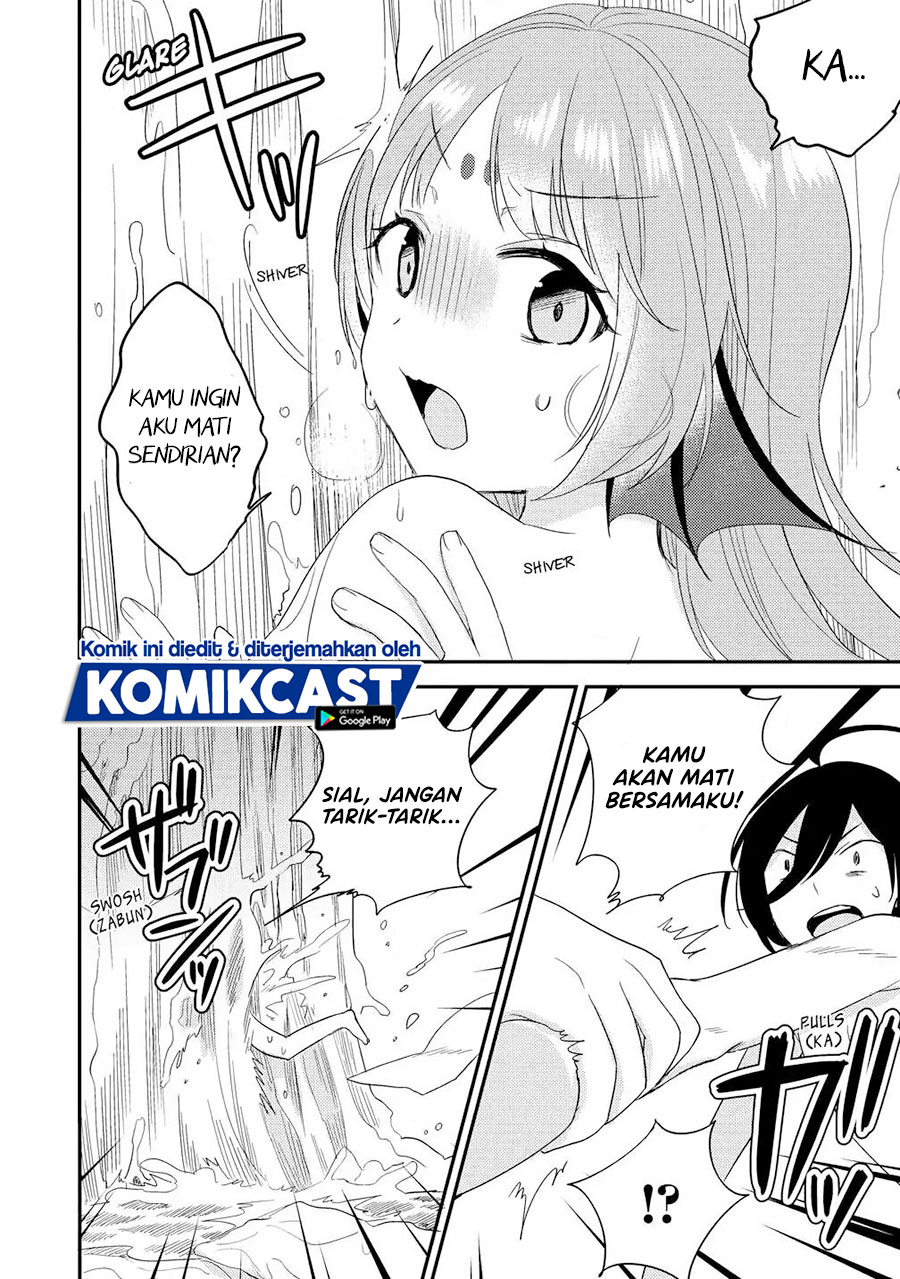 KA...
GLARE
キッ
SHIVER
KAMU INGIN
AKU MATI
SENDIRIAN?
SHIVER
Komik ini diedit & diterjemahkan oleh
KOMIKCAST
GET IT ON
Google Play
KAMU
AKAN MATI
BERSAMAKU!
PULLS
(KA)
ガッ
!?
SIAL, JANGAN
TARIK-TARIK...
SWOSH
(ZABUN)
ザブンッ